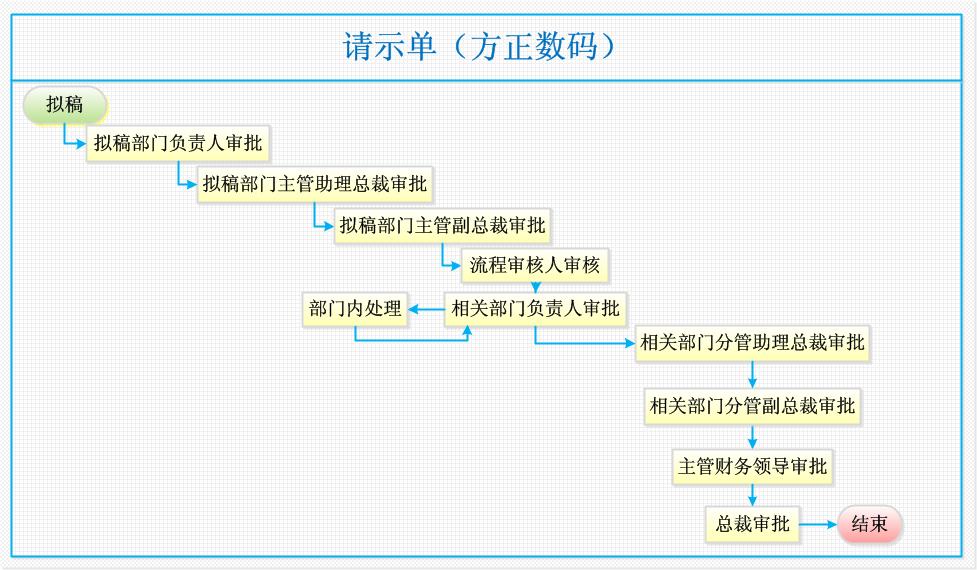 请示单（方正数码）
拟稿
拟稿部门负责人审批
拟稿部门主管助理总裁审批
拟稿部门主管副总裁审批
流程审核人审核
部门内处理
相关部门负责人审批
相关部门分管助理总裁审批
相关部门分管副总裁审批
主管财务领导审批
总裁审批
结束